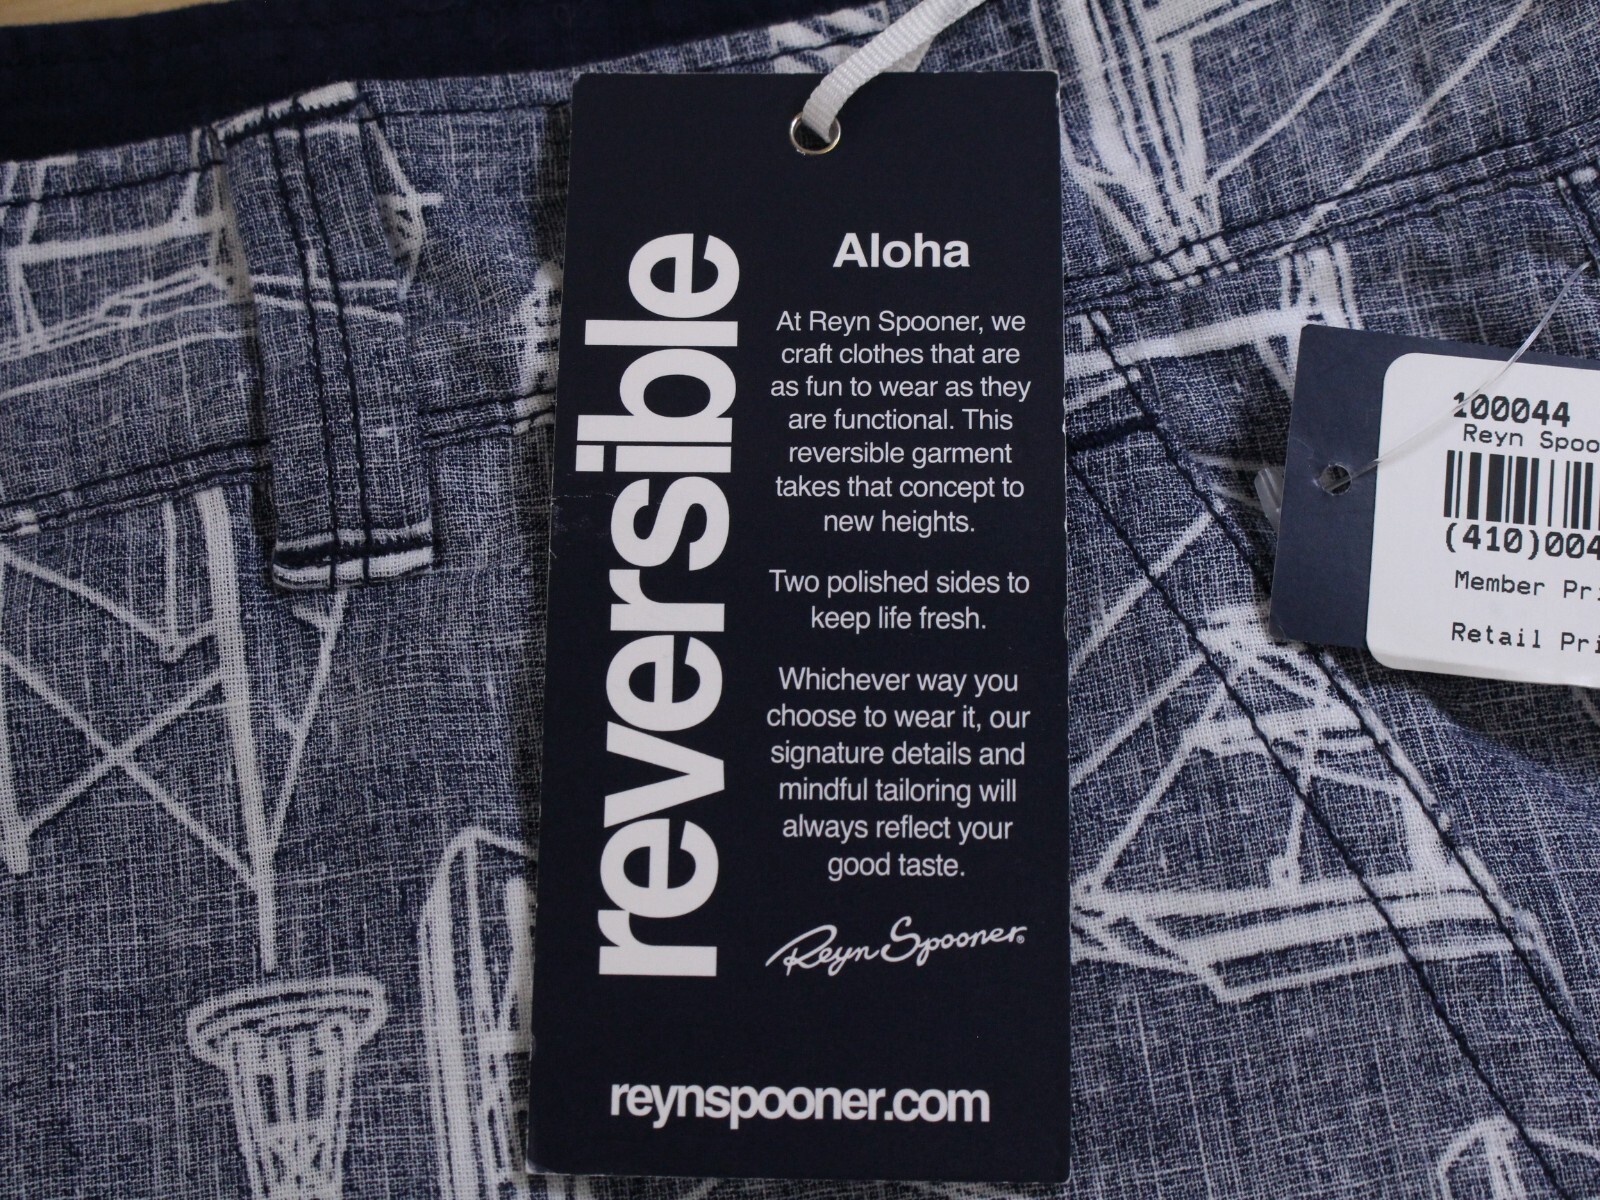 reversible
Aloha
At Reyn Spooner, we
craft clothes that are
as fun to wear as they
are functional. This
reversible garment
takes that concept to
new heights.
Two polished sides to
keep life fresh.
Whichever way you
choose to wear it, our
signature details and
mindful tailoring will
always reflect your
good taste.
Reyn Spooner®
reynspooner.com
100044
Reyn Spoo
(410)004
Member Pri
Retail Pri